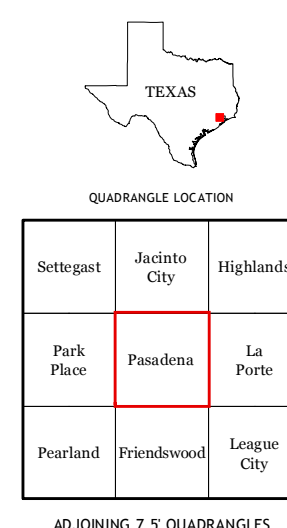 TEXAS
QUADRANGLE LOCATION
Settegast
Jacinto
City
Highlands
Park
Place
Pasadena
La
Porte
Pearland
Friendswood
League
City
ADJOINING 7.5' QUADRANGLES